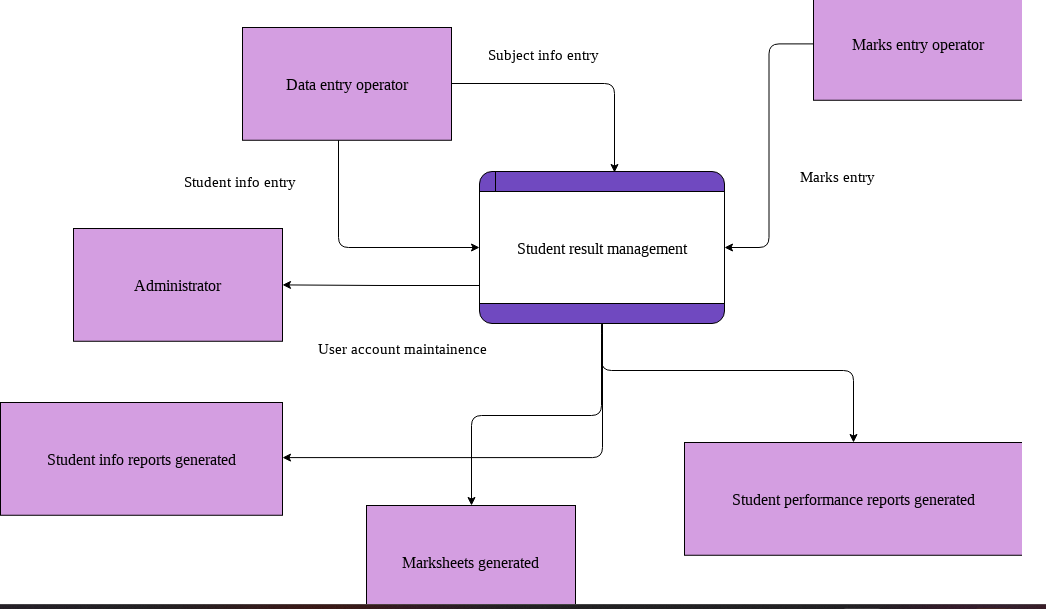 Marks entry operator
Subject info entry
Data entry operator
Marks entry
Student info entry
Student result management
Administrator
User account maintainence
Student info reports generated
Student performance reports generated
Marksheets generated